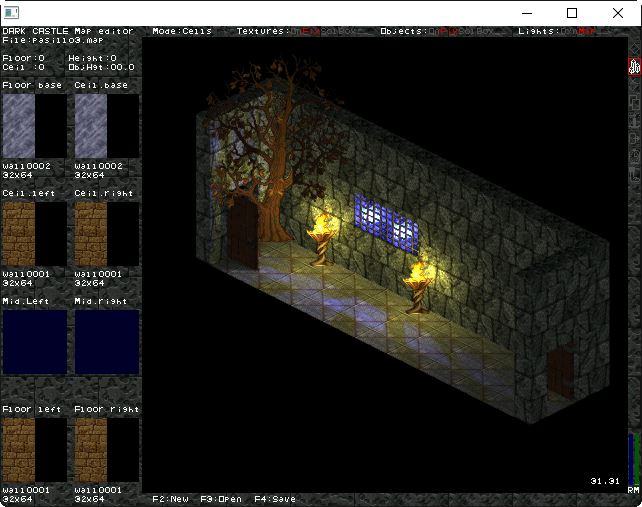 DARK CASTLE Map editor
File:Pasillo3.map
Mode:Cells Textures: Objects: Lights:
Floor:0 Height:0
Ceil :0 ObjHgt:00.0
Floor base Ceil.base
Wall0002 Wall0002
32x64 32x64
Ceil.left Ceil.right
Wall0001 Wall0001
32x64 32x64
Mid.Left Mid.right
Floor left Floor right
Wall0001 Wall0001
32x64 32x64
31.31
RM
F2:New F3:Open F4:Save